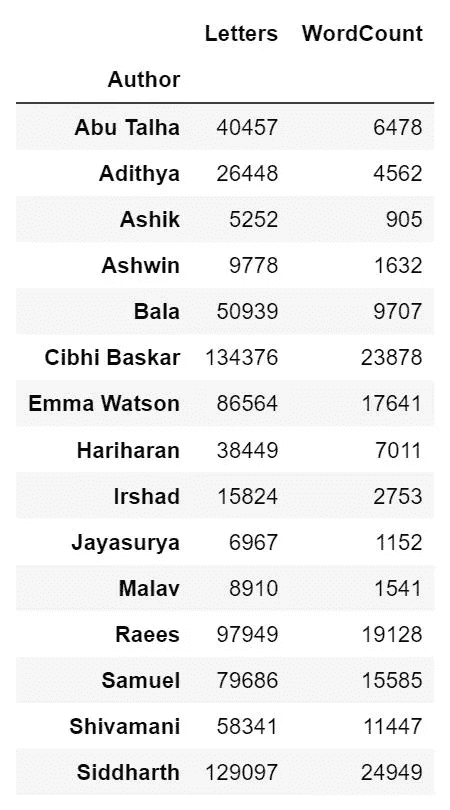 Letters WordCount
Author
Abu Talha 40457 6478
Adithya 26448 4562
Ashik 5252 905
Ashwin 9778 1632
Bala 50939 9707
Cibhi Baskar 134376 23878
Emma Watson 86564 17641
Hariharan 38449 7011
Irshad 15824 2753
Jayasurya 6967 1152
Malav 8910 1541
Raees 97949 19128
Samuel 79686 15585
Shivamani 58341 11447
Siddharth 129097 24949